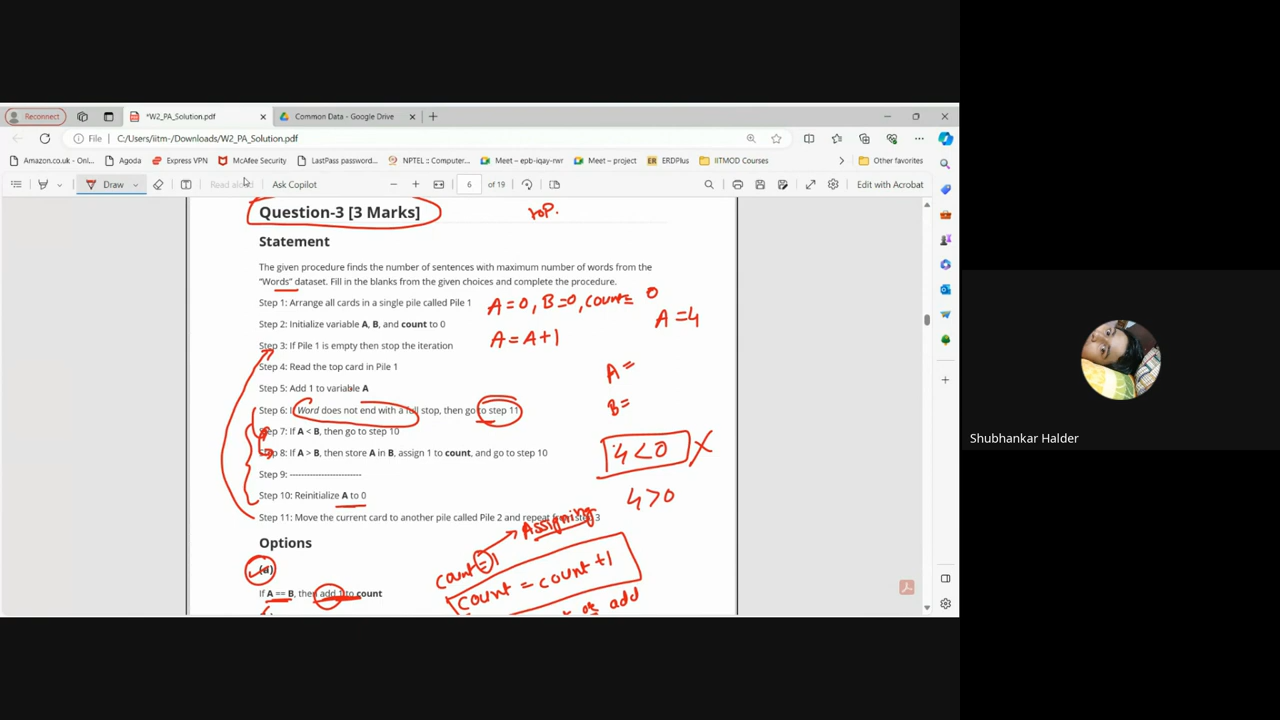 Reconnect
*W2_PA_Solution.pdf
Common Data - Google Drive
File
C:/Users/iitm-/Downloads/W2_PA_Solution.pdf
Amazon.co.uk - Onl...
Agoda
Express VPN
McAfee Security
LastPass password...
NPTEL :: Computer...
Meet – epb-iqay-rwr
Meet – project
ERDPlus
IITMOD Courses
Other favorites
Draw
Read aloud
Ask Copilot
6
of 19
Edit with Acrobat
Question-3 [3 Marks]
top.
Statement
The given procedure finds the number of sentences with maximum number of words from the
"Words" dataset. Fill in the blanks from the given choices and complete the procedure.
Step 1: Arrange all cards in a single pile called Pile 1
A=0, B=0, count= 0
Step 2: Initialize variable A, B, and count to 0
A=4
Step 3: If Pile 1 is empty then stop the iteration
A=A+1
Step 4: Read the top card in Pile 1
A=
Step 5: Add 1 to variable A
Step 6: If Word does not end with a full stop, then go to step 11
B=
Step 7: If A < B, then go to step 10
Step 8: If A > B, then store A in B, assign 1 to count, and go to step 10
4<0 X
Step 9: ------------------------
Step 10: Reinitialize A to 0
4>0
Step 11: Move the current card to another pile called Pile 2 and repeat from step 3
Assigning
Options
count=1
(a)
count = count+1
If A == B, then add 1 to count
or add
Shubhankar Halder